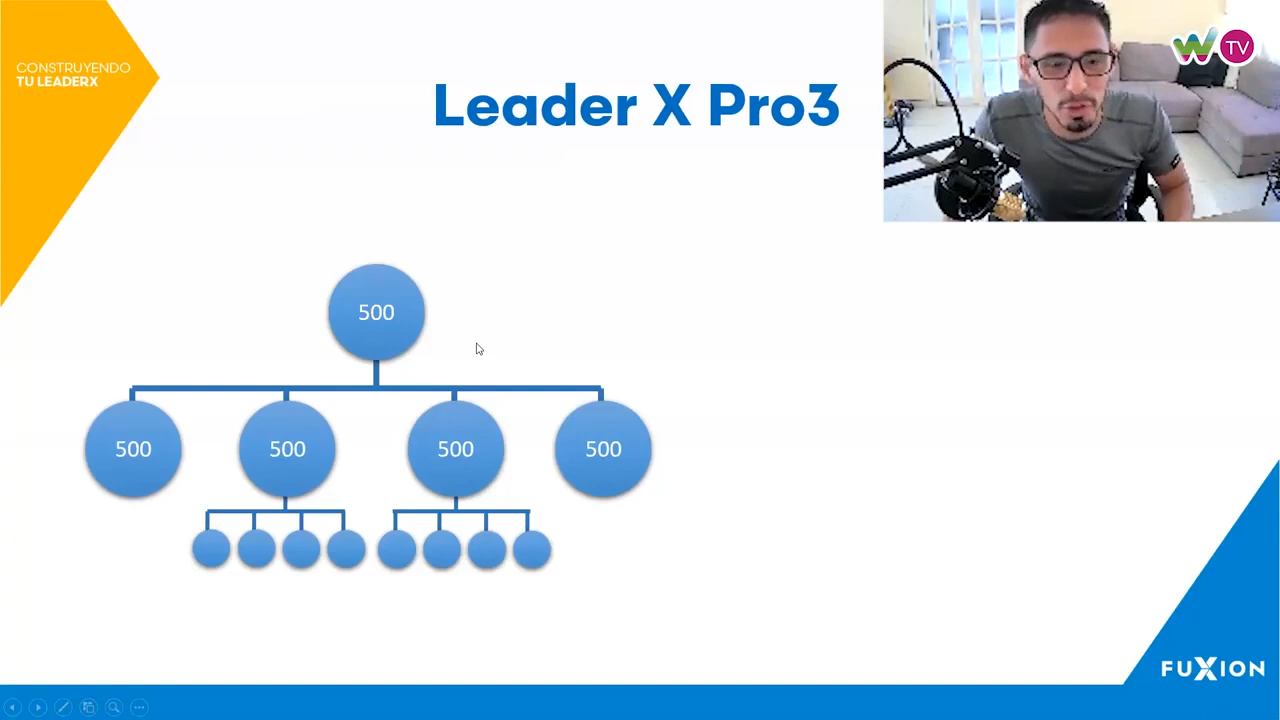 CONSTRUYENDO
TU LEADERX
Leader X Pro3
W TV
500
500
500
500
500
FUXION